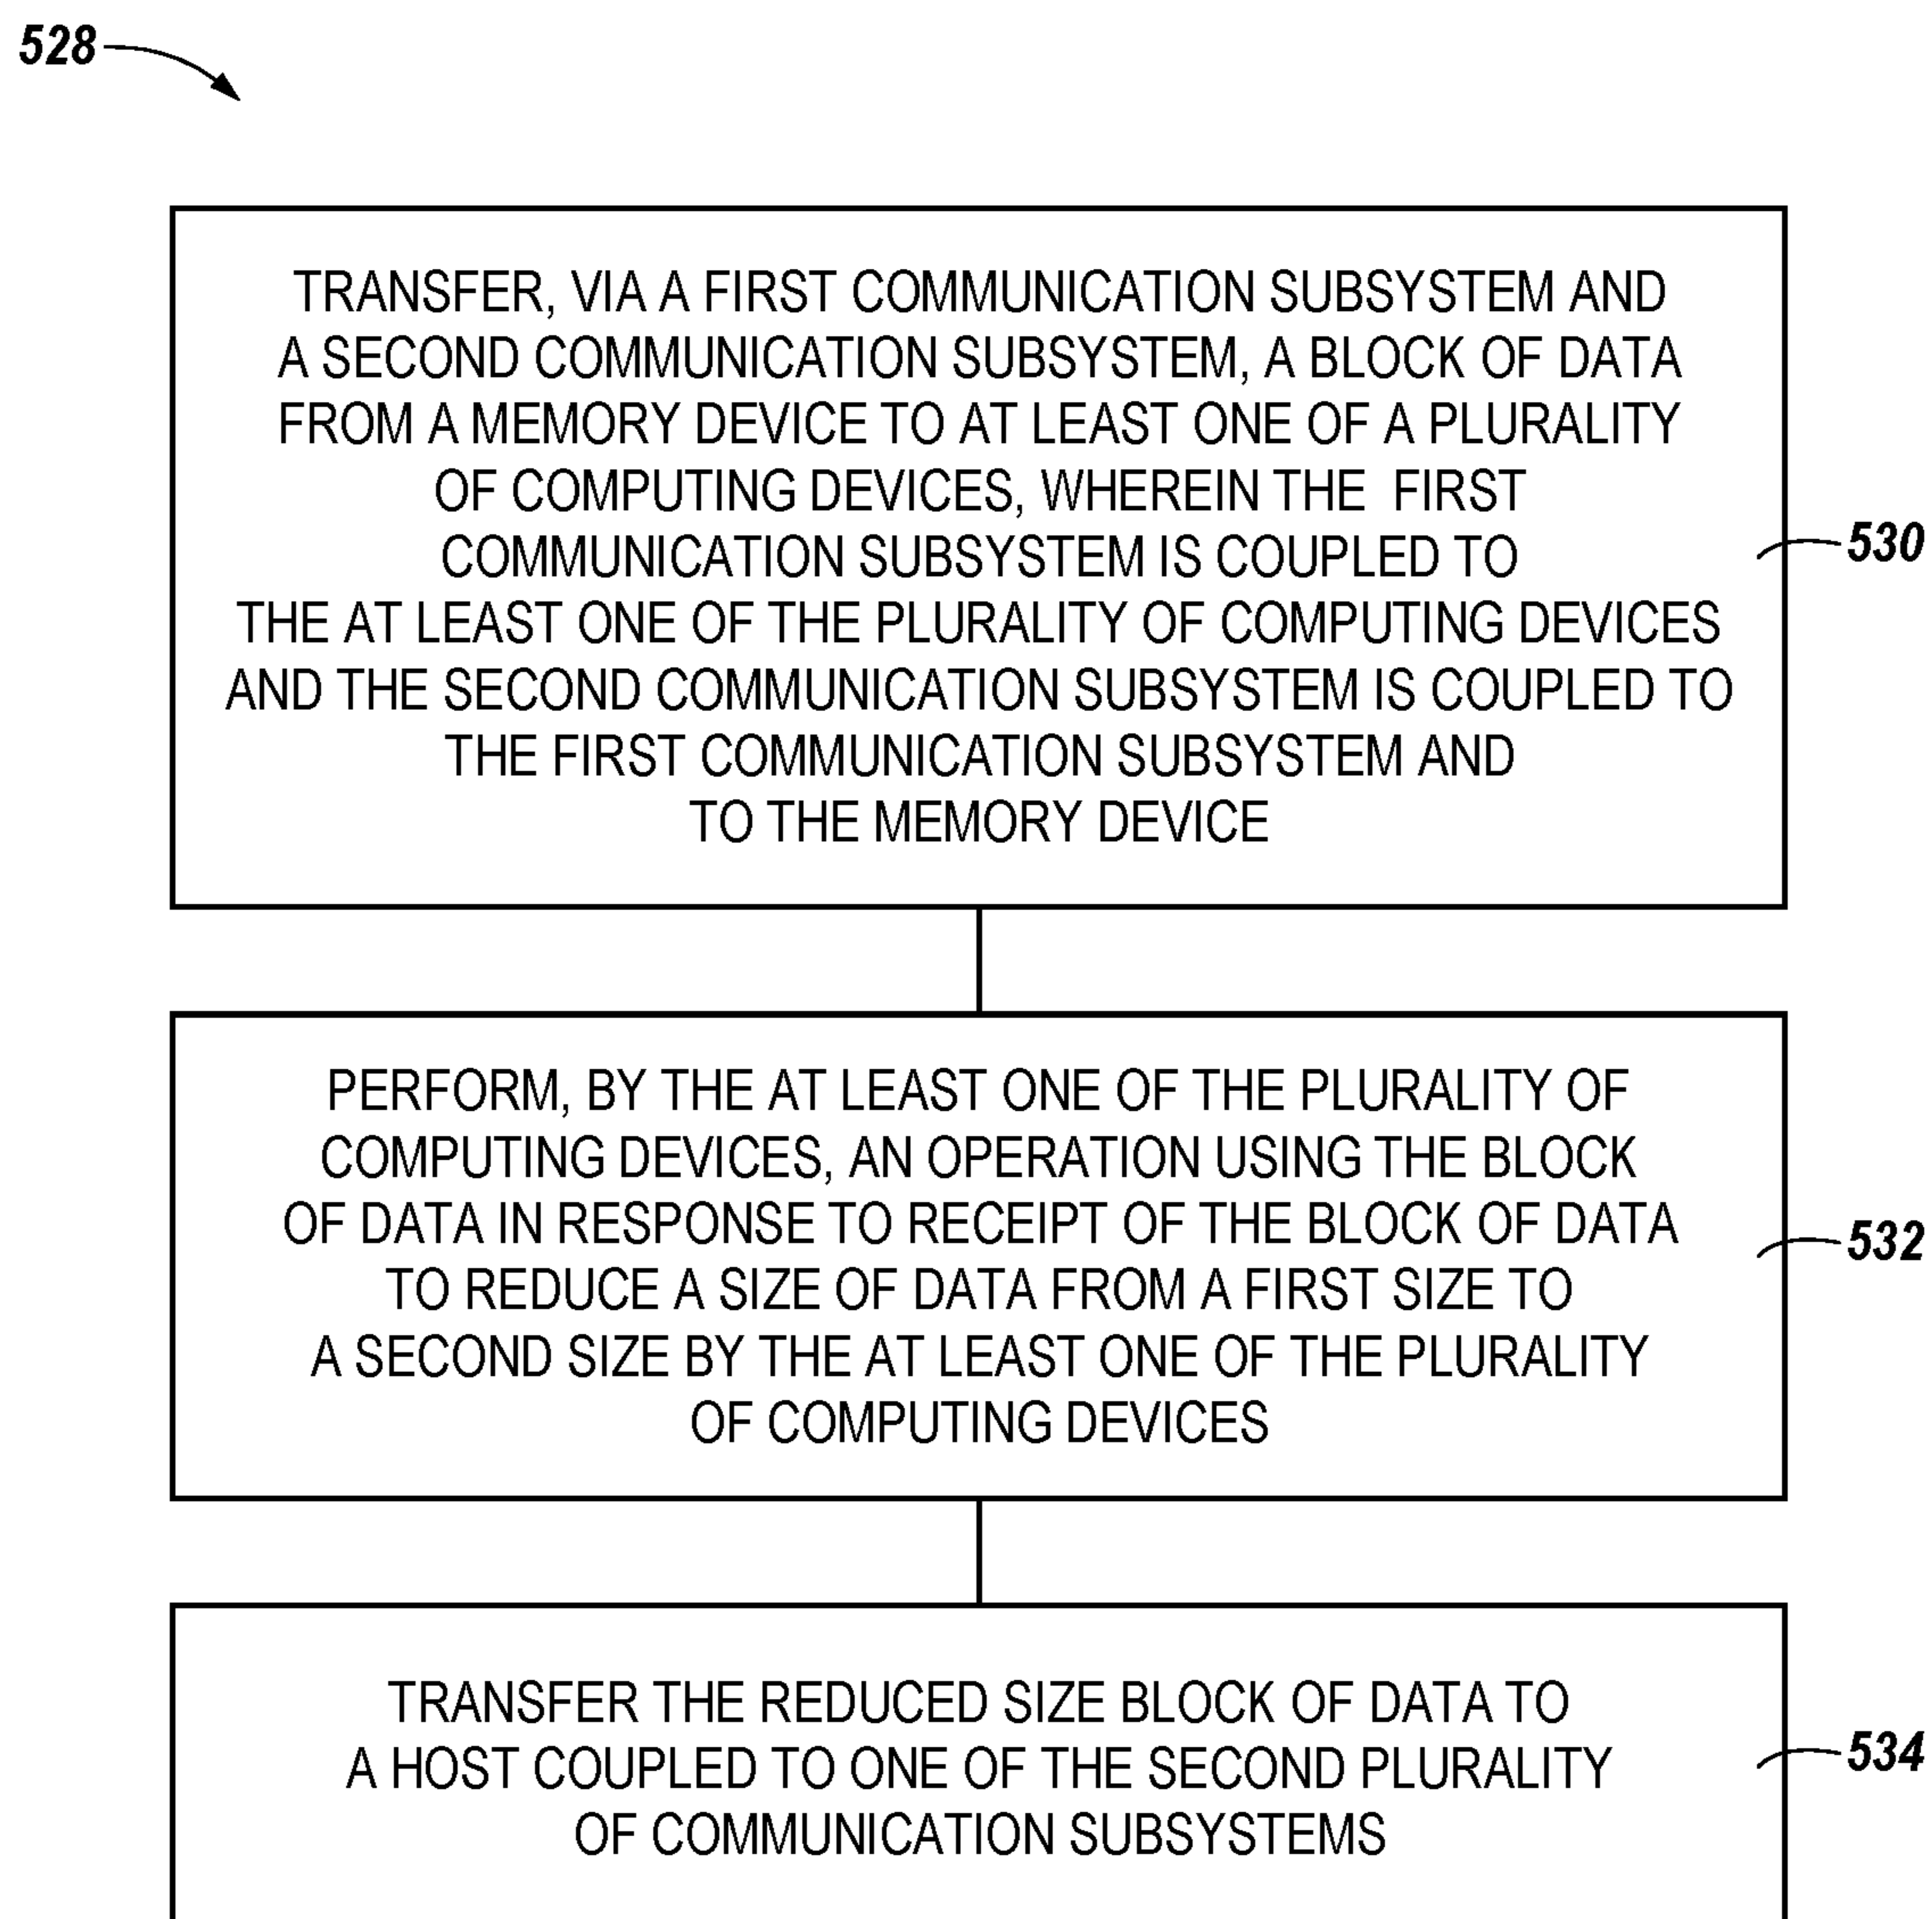 528
TRANSFER, VIA A FIRST COMMUNICATION SUBSYSTEM AND
A SECOND COMMUNICATION SUBSYSTEM, A BLOCK OF DATA
FROM A MEMORY DEVICE TO AT LEAST ONE OF A PLURALITY
OF COMPUTING DEVICES, WHEREIN THE  FIRST
COMMUNICATION SUBSYSTEM IS COUPLED TO
THE AT LEAST ONE OF THE PLURALITY OF COMPUTING DEVICES
AND THE SECOND COMMUNICATION SUBSYSTEM IS COUPLED TO
THE FIRST COMMUNICATION SUBSYSTEM AND
TO THE MEMORY DEVICE
530
PERFORM, BY THE AT LEAST ONE OF THE PLURALITY OF
COMPUTING DEVICES, AN OPERATION USING THE BLOCK
OF DATA IN RESPONSE TO RECEIPT OF THE BLOCK OF DATA
TO REDUCE A SIZE OF DATA FROM A FIRST SIZE TO
A SECOND SIZE BY THE AT LEAST ONE OF THE PLURALITY
OF COMPUTING DEVICES
532
TRANSFER THE REDUCED SIZE BLOCK OF DATA TO
A HOST COUPLED TO ONE OF THE SECOND PLURALITY
OF COMMUNICATION SUBSYSTEMS
534